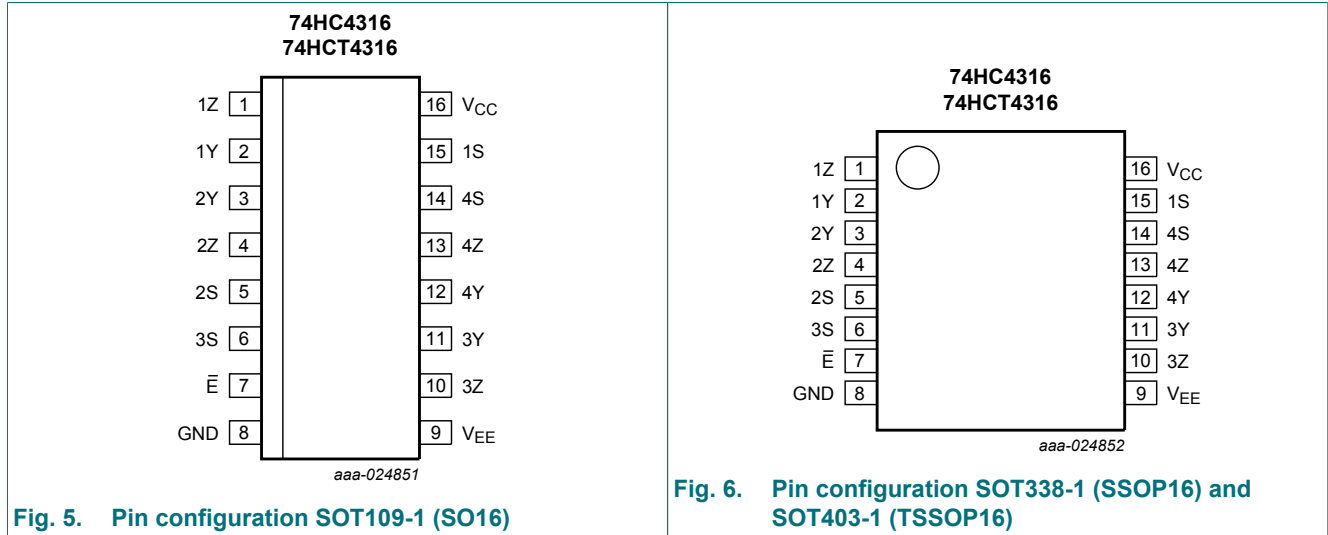 74HC4316
74HCT4316
1Z 1 16 VCC
1Y 2 15 1S
2Y 3 14 4S
2Z 4 13 4Z
2S 5 12 4Y
3S 6 11 3Y
E̅ 7 10 3Z
GND 8 9 VEE
aaa-024851
Fig. 5. Pin configuration SOT109-1 (SO16)
74HC4316
74HCT4316
1Z 1 16 VCC
1Y 2 15 1S
2Y 3 14 4S
2Z 4 13 4Z
2S 5 12 4Y
3S 6 11 3Y
E̅ 7 10 3Z
GND 8 9 VEE
aaa-024852
Fig. 6. Pin configuration SOT338-1 (SSOP16) and
SOT403-1 (TSSOP16)